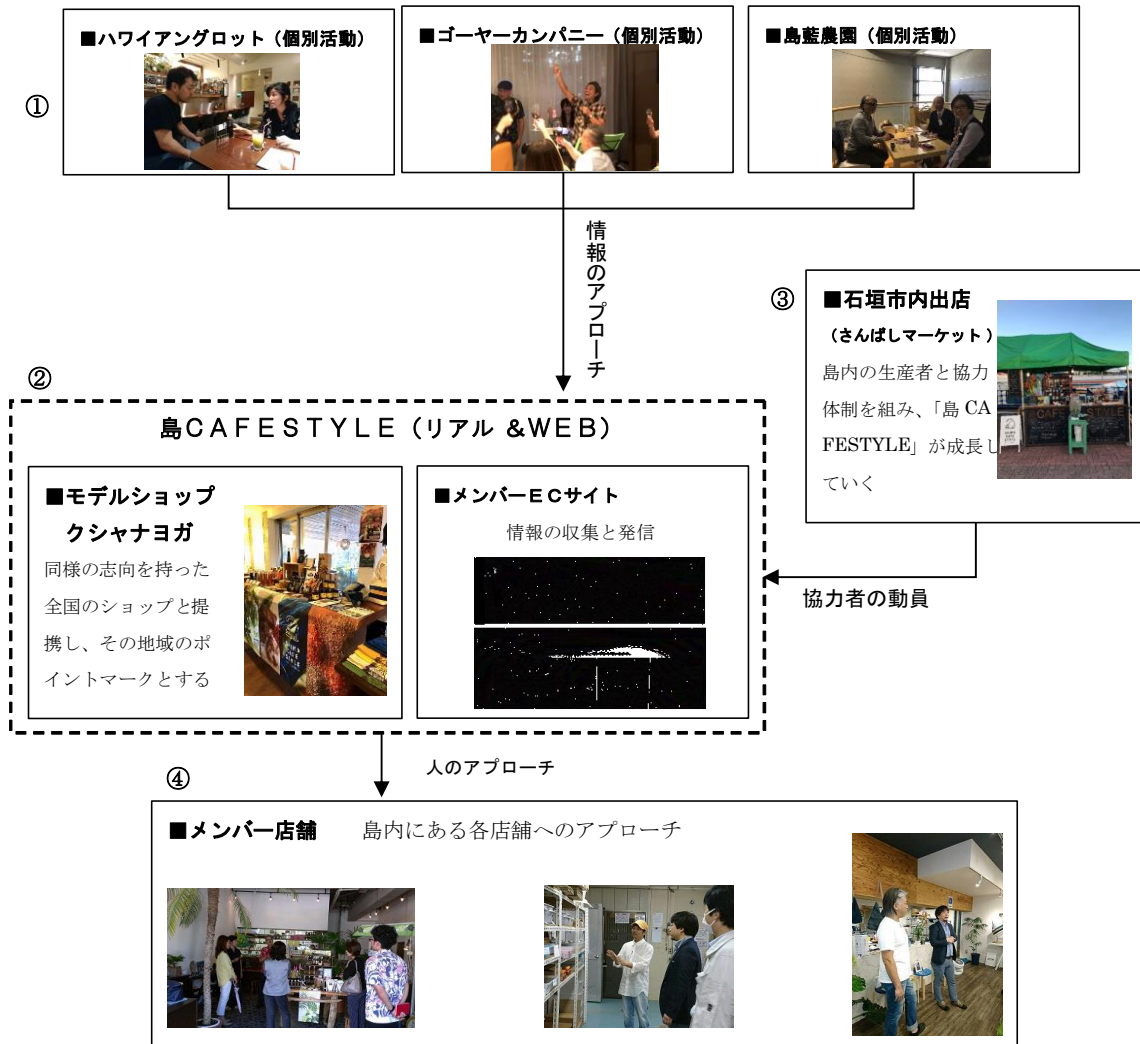 ■ハワイアングロット（個別活動）
■ゴーヤーカンパニー（個別活動）
■島藍農園（個別活動）
①
情報のアプローチ
③
■石垣市内出店
（さんばしマーケット）
島内の生産者と協力
体制を組み、「島 CA
FESTYLE」が成長し
ていく
②
島ＣＡＦＥＳＴＹＬＥ（リアル ＆WEB）
■モデルショップ
クシャナヨガ
同様の志向を持った
全国のショップと提
携し、その地域のポ
イントマークとする
■メンバーＥＣサイト
情報の収集と発信
協力者の動員
人のアプローチ
④
■メンバー店舗　島内にある各店舗へのアプローチ